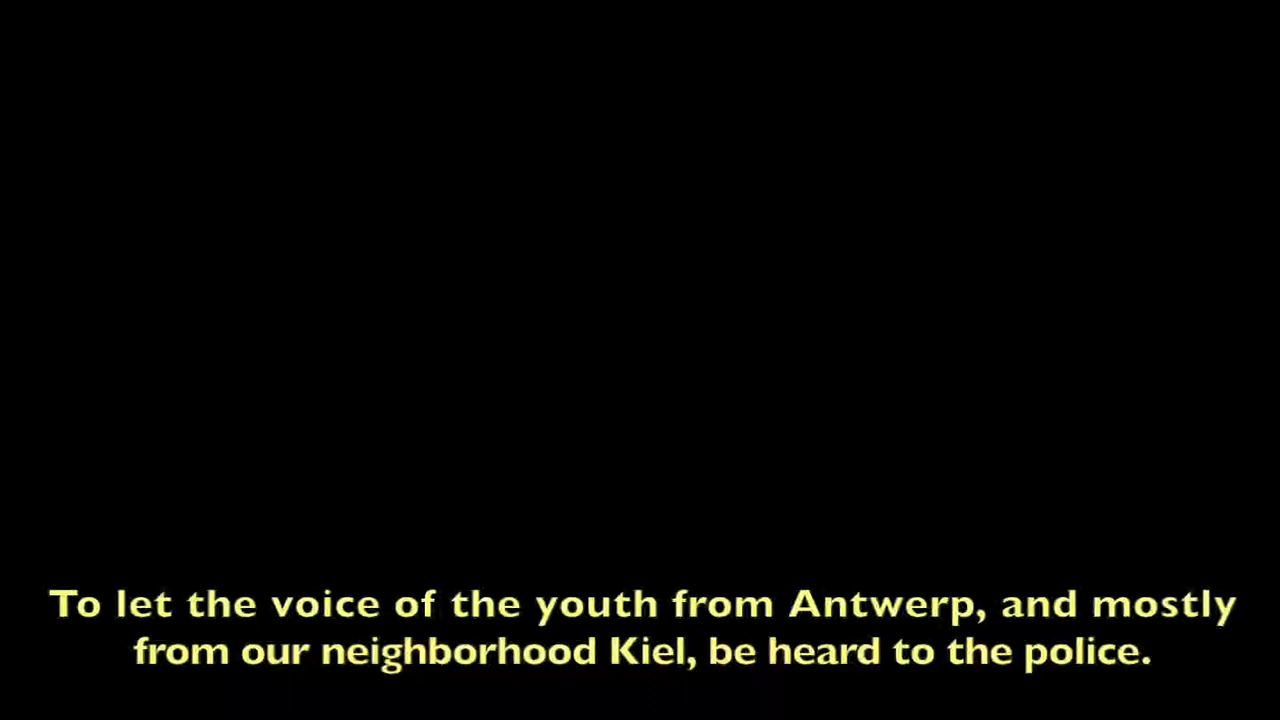 To let the voice of the youth from Antwerp, and mostly
from our neighborhood Kiel, be heard to the police.